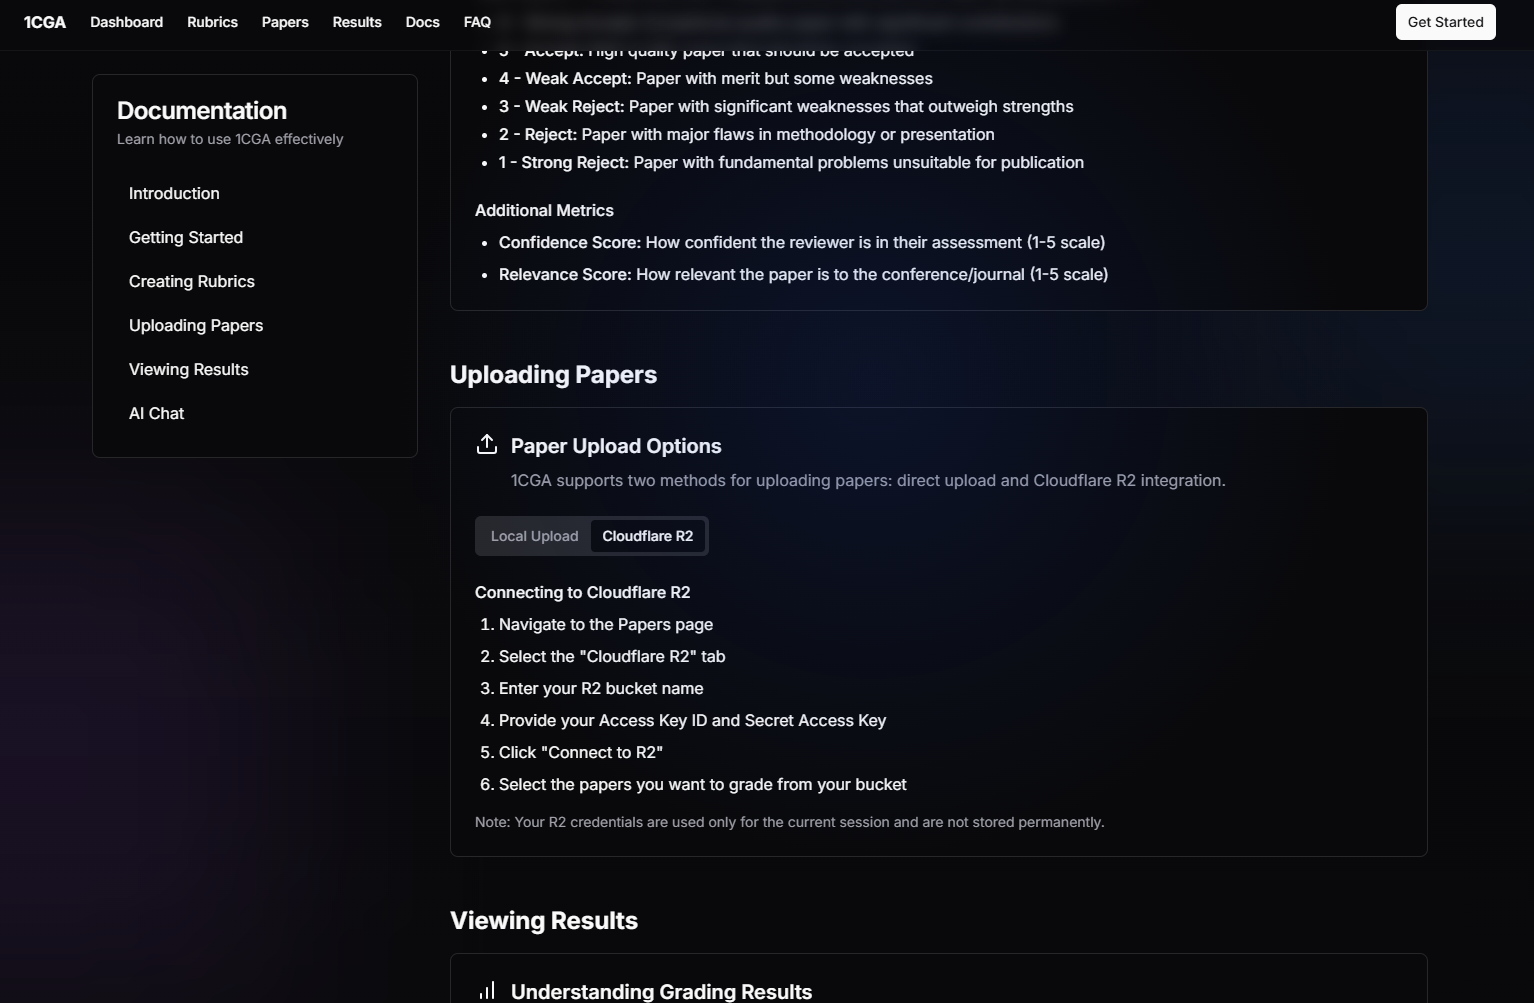 1CGA
Dashboard
Rubrics
Papers
Results
Docs
FAQ
Get Started
Documentation
Learn how to use 1CGA effectively
Introduction
Getting Started
Creating Rubrics
Uploading Papers
Viewing Results
AI Chat
5 - Accept: High quality paper that should be accepted
4 - Weak Accept: Paper with merit but some weaknesses
3 - Weak Reject: Paper with significant weaknesses that outweigh strengths
2 - Reject: Paper with major flaws in methodology or presentation
1 - Strong Reject: Paper with fundamental problems unsuitable for publication
Additional Metrics
Confidence Score: How confident the reviewer is in their assessment (1-5 scale)
Relevance Score: How relevant the paper is to the conference/journal (1-5 scale)
Uploading Papers
Paper Upload Options
1CGA supports two methods for uploading papers: direct upload and Cloudflare R2 integration.
Local Upload
Cloudflare R2
Connecting to Cloudflare R2
1. Navigate to the Papers page
2. Select the "Cloudflare R2" tab
3. Enter your R2 bucket name
4. Provide your Access Key ID and Secret Access Key
5. Click "Connect to R2"
6. Select the papers you want to grade from your bucket
Note: Your R2 credentials are used only for the current session and are not stored permanently.
Viewing Results
Understanding Grading Results